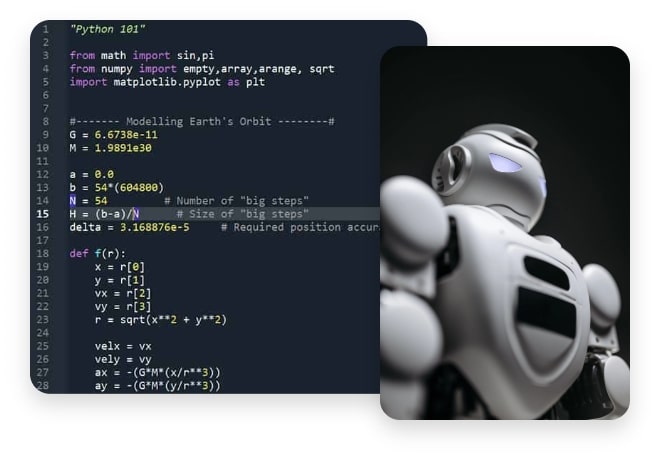 1 "Python 101"
2
3 from math import sin,pi
4 from numpy import empty,array,arange, sqrt
5 import matplotlib.pyplot as plt
6
7
8 #------- Modelling Earth's Orbit --------#
9 G = 6.6738e-11
10 M = 1.9891e30
11
12 a = 0.0
13 b = 54*(604800)
14 N = 54 # Number of "big steps"
15 H = (b-a)/N # Size of "big steps"
16 delta = 3.168876e-5 # Required position accur
17
18 def f(r):
19 x = r[0]
20 y = r[1]
21 vx = r[2]
22 vy = r[3]
23 r = sqrt(x**2 + y**2)
24
25 velx = vx
26 vely = vy
27 ax = -(G*M*(x/r**3))
28 ay = -(G*M*(y/r**3))